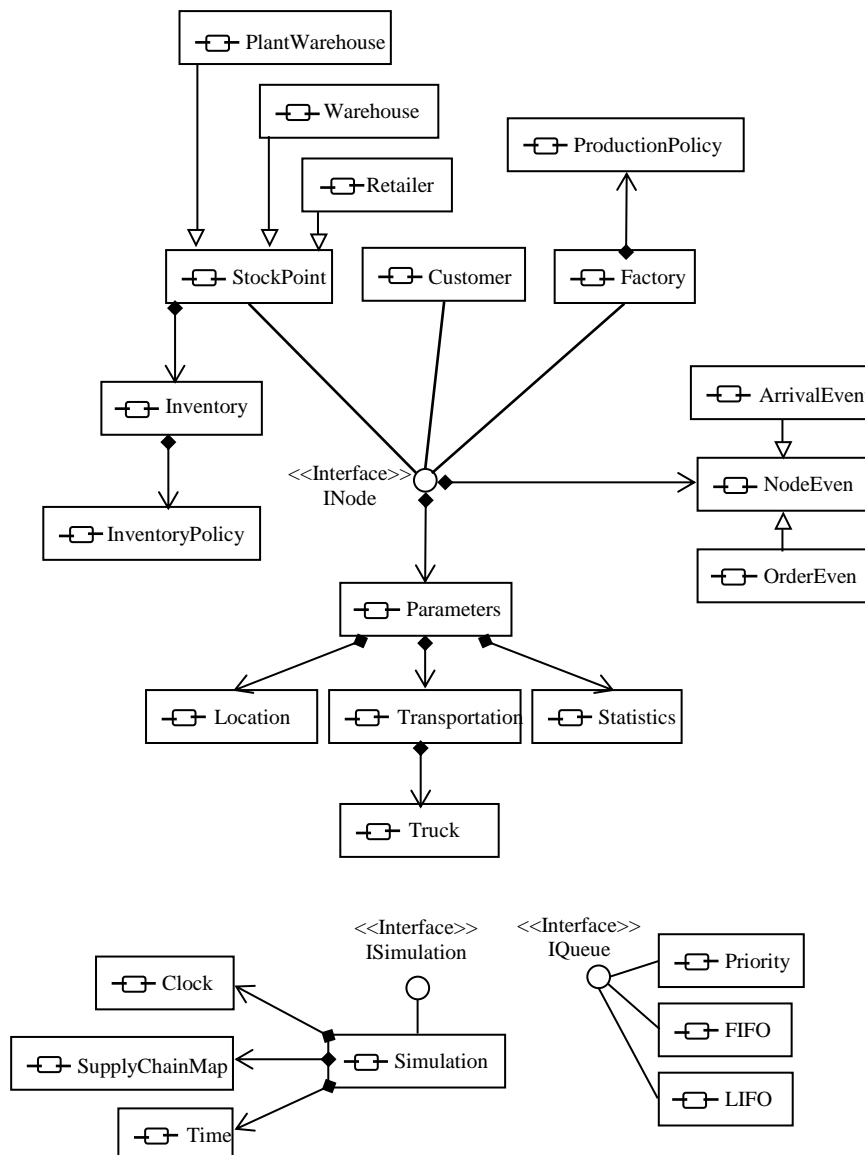 PlantWarehouse
Warehouse
ProductionPolicy
Retailer
StockPoint
Customer
Factory
Inventory
ArrivalEven
<<Interface>>
INode
NodeEven
InventoryPolicy
OrderEven
Parameters
Location
Transportation
Statistics
Truck
<<Interface>>
ISimulation
<<Interface>>
IQueue
Clock
Priority
SupplyChainMap
Simulation
FIFO
LIFO
Time